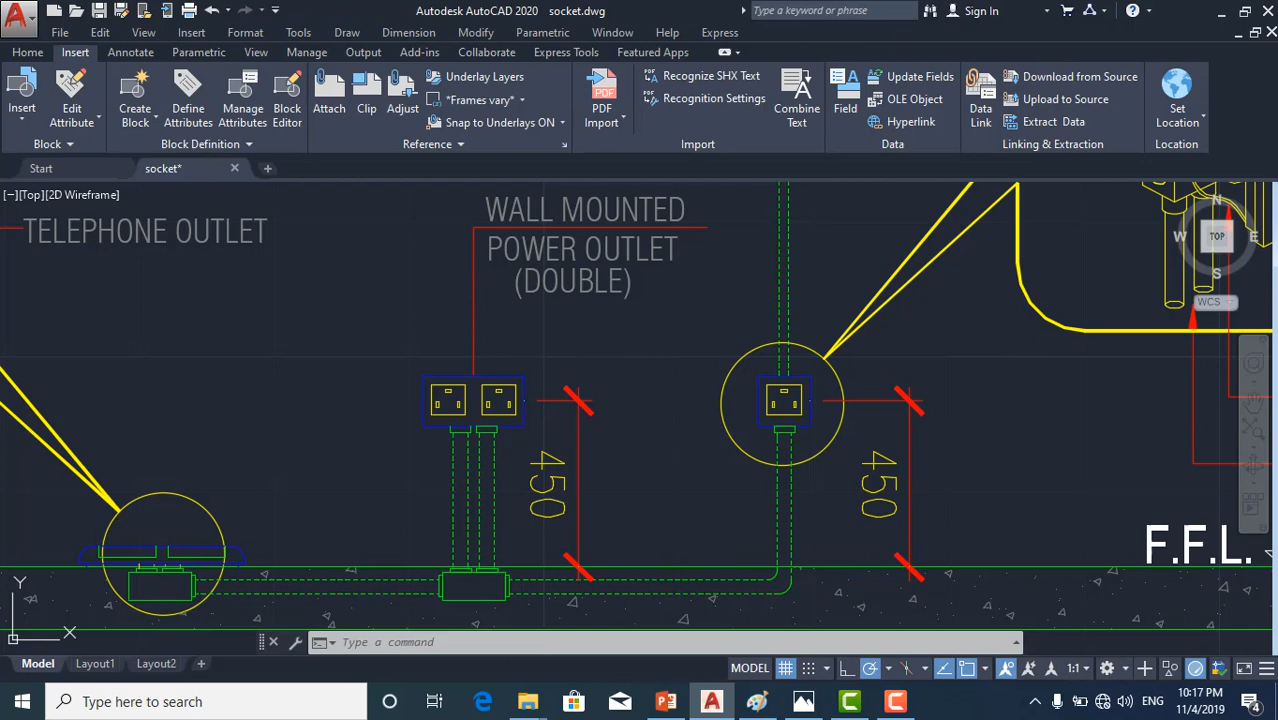 Autodesk AutoCAD 2020 socket.dwg
Type a keyword or phrase
Sign In
File Edit View Insert Format Tools Draw Dimension Modify Parametric Window Help Express
Home Insert Annotate Parametric View Manage Output Add-ins Collaborate Express Tools Featured Apps
Insert
Edit Attribute
Create Block
Define Attributes
Manage Attributes
Block Editor
Attach
Clip
Adjust
Underlay Layers
*Frames vary*
Snap to Underlays ON
PDF Import
Recognize SHX Text
Recognition Settings
Combine Text
Field
Update Fields
OLE Object
Hyperlink
Data Link
Download from Source
Upload to Source
Extract Data
Set Location
Block Block Definition Reference Import Data Linking & Extraction Location
Start socket*
[−][Top][2D Wireframe]
TELEPHONE OUTLET
WALL MOUNTED
POWER OUTLET
(DOUBLE)
N
W TOP E
S
WCS
450
450
F.F.L.
Y
X
Type a command
Model Layout1 Layout2
MODEL 1:1
Type here to search
ENG
10:17 PM
11/4/2019
4